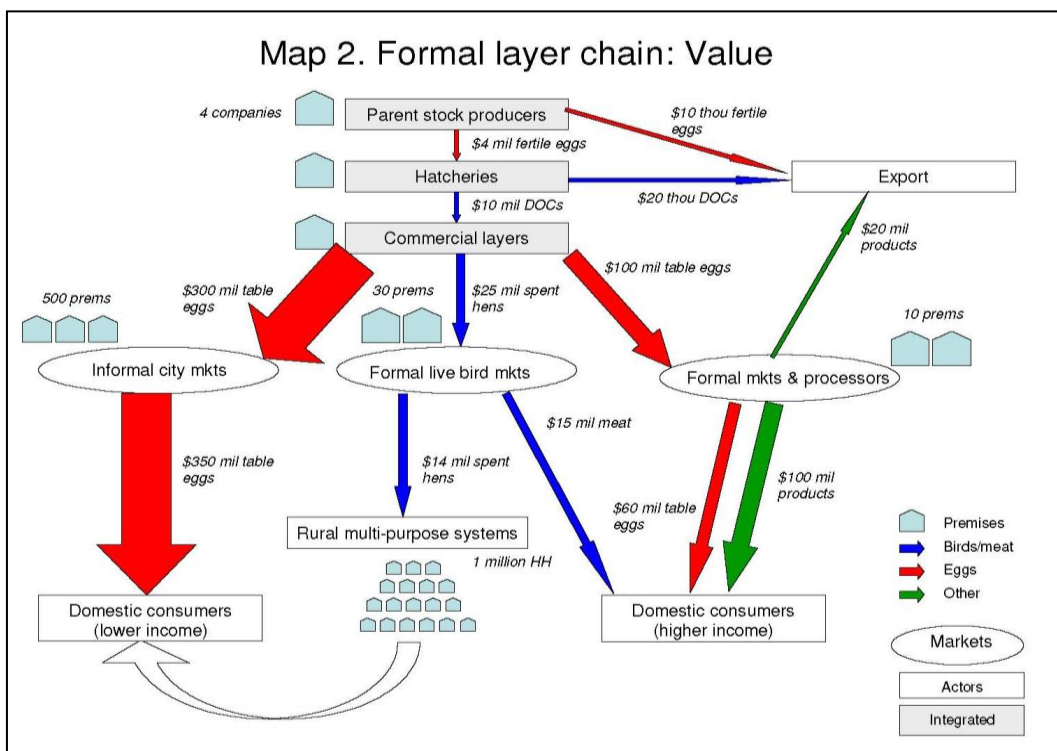 Map 2. Formal layer chain: Value
4 companies
Parent stock producers
$10 thou fertile
eggs
$4 mil fertile eggs
Hatcheries
Export
$20 thou DOCs
$10 mil DOCs
Commercial layers
$20 mil
products
$100 mil table eggs
500 prems
$300 mil table
eggs
30 prems
$25 mil spent
hens
10 prems
Informal city mkts
Formal live bird mkts
Formal mkts & processors
$15 mil meat
$350 mil table
eggs
$14 mil spent
hens
$100 mil
products
$60 mil table
eggs
Rural multi-purpose systems
1 million HH
Premises
Birds/meat
Eggs
Other
Domestic consumers
(lower income)
Domestic consumers
(higher income)
Markets
Actors
Integrated